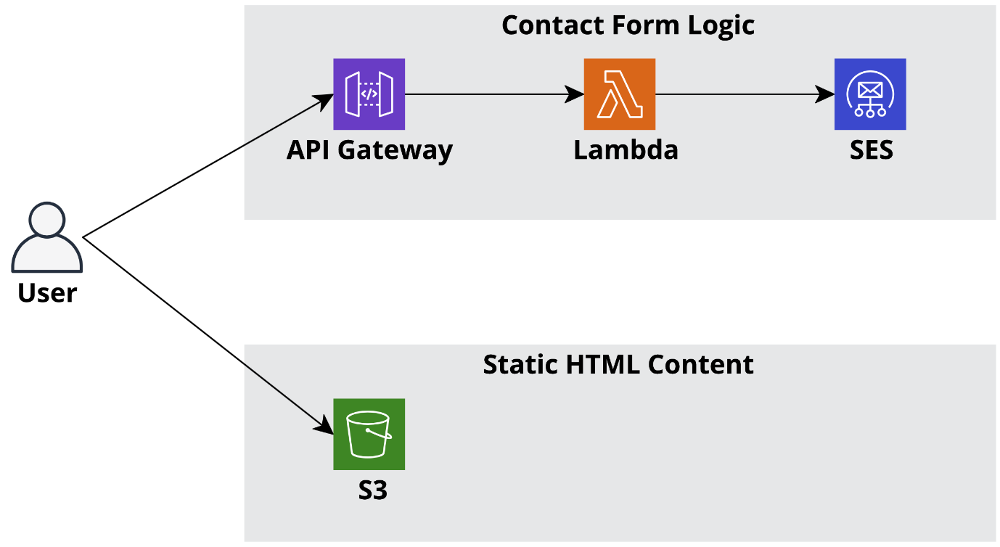 Contact Form Logic
API Gateway
Lambda
SES
User
Static HTML Content
S3